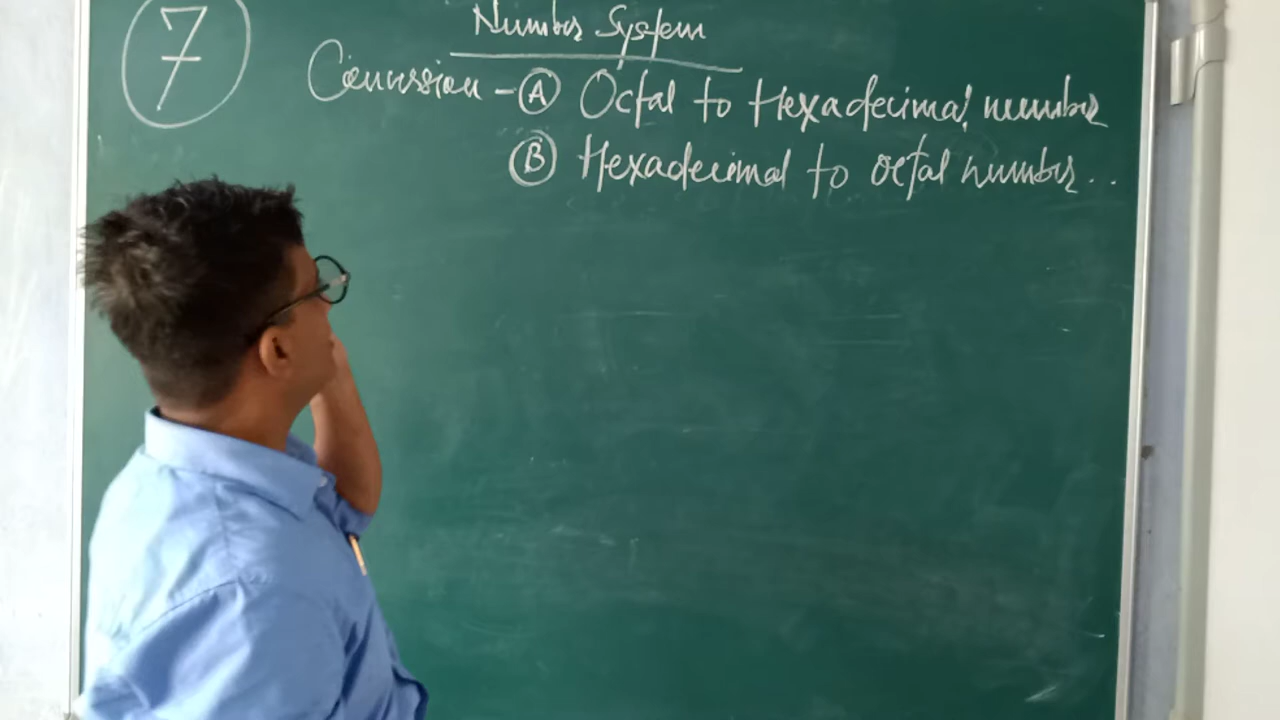 7
Number System
Conversion - (A) Octal to Hexadecimal number
(B) Hexadecimal to octal number..